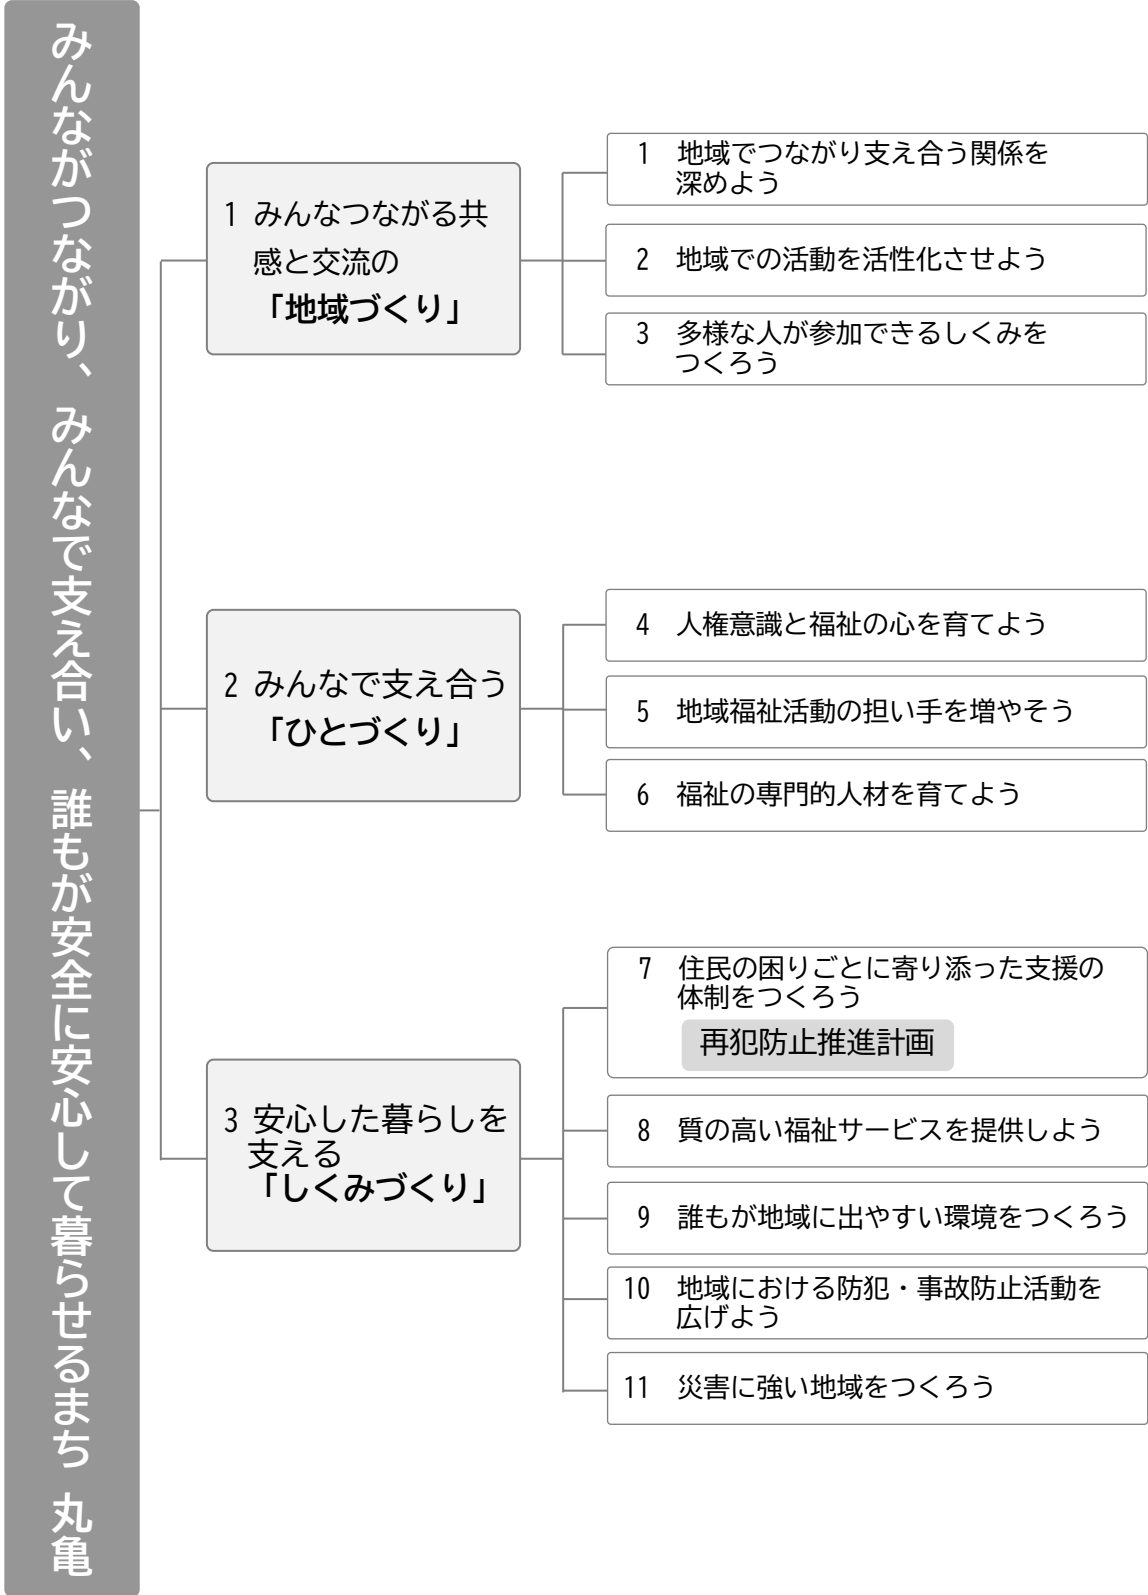 みんながつながり、みんなで支え合い、誰もが安全に安心して暮らせるまち 丸亀
1 みんなつながる共
感と交流の
「地域づくり」
1 地域でつながり支え合う関係を
深めよう
2 地域での活動を活性化させよう
3 多様な人が参加できるしくみを
つくろう
2 みんなで支え合う
「ひとづくり」
4 人権意識と福祉の心を育てよう
5 地域福祉活動の担い手を増やそう
6 福祉の専門的人材を育てよう
3 安心した暮らしを
支える
「しくみづくり」
7 住民の困りごとに寄り添った支援の
体制をつくろう
再犯防止推進計画
8 質の高い福祉サービスを提供しよう
9 誰もが地域に出やすい環境をつくろう
10 地域における防犯・事故防止活動を
広げよう
11 災害に強い地域をつくろう